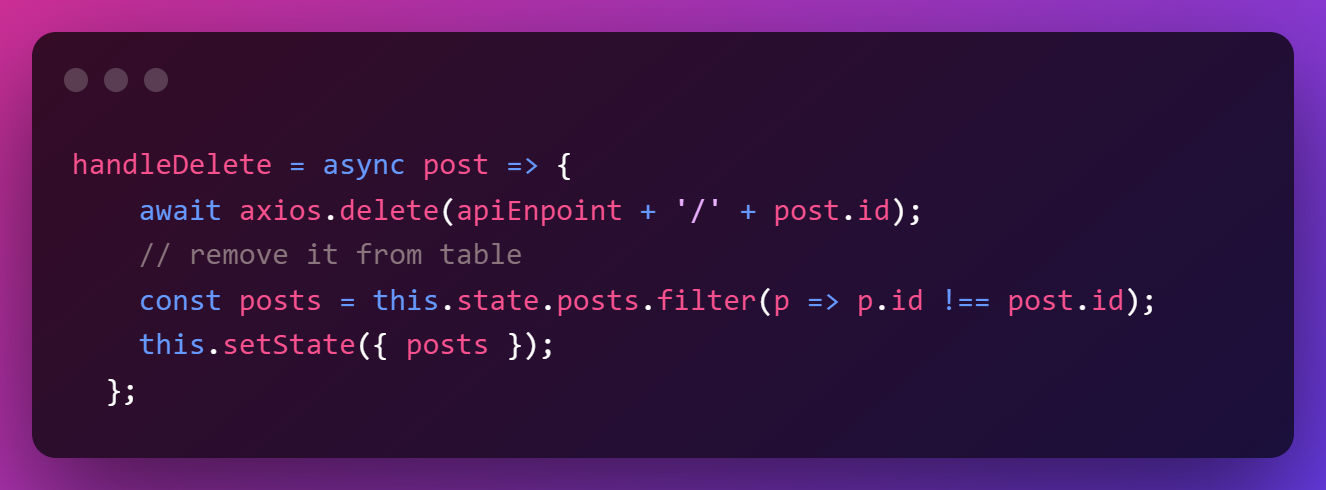 handleDelete = async post => {
    await axios.delete(apiEnpoint + '/' + post.id);
    // remove it from table
    const posts = this.state.posts.filter(p => p.id !== post.id);
    this.setState({ posts });
  };